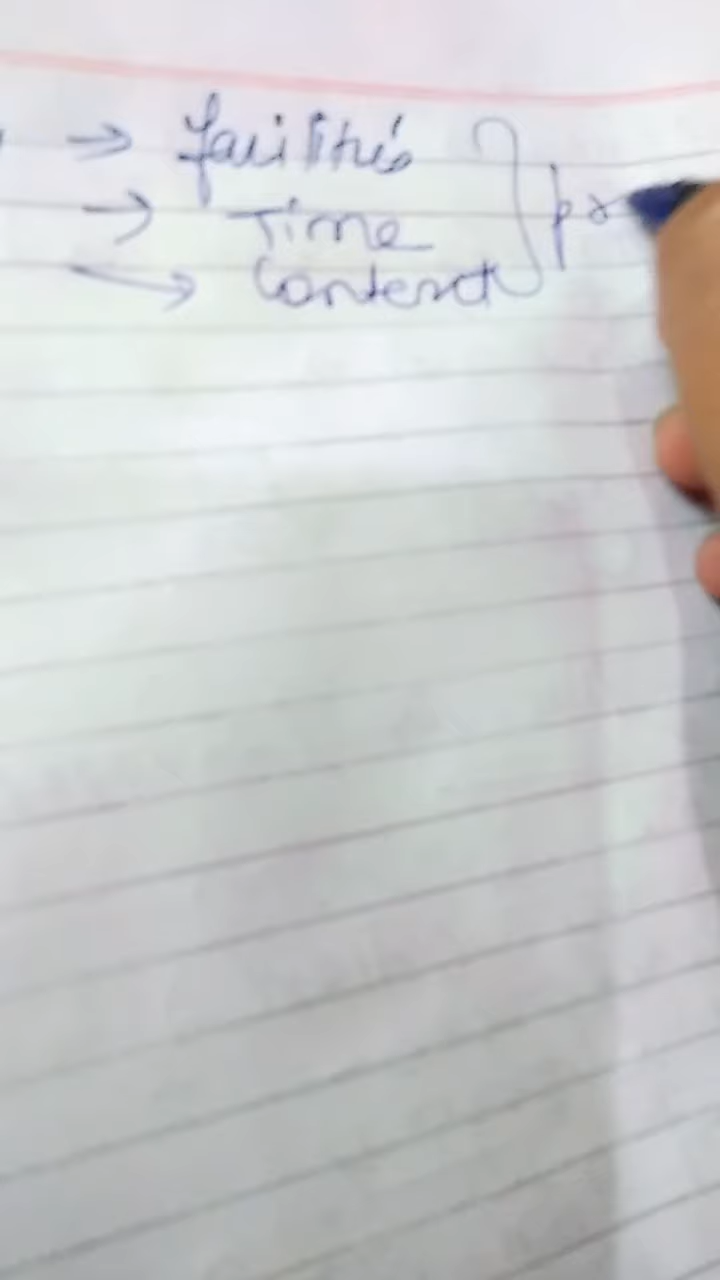 → facilities
→ Time
→ Content